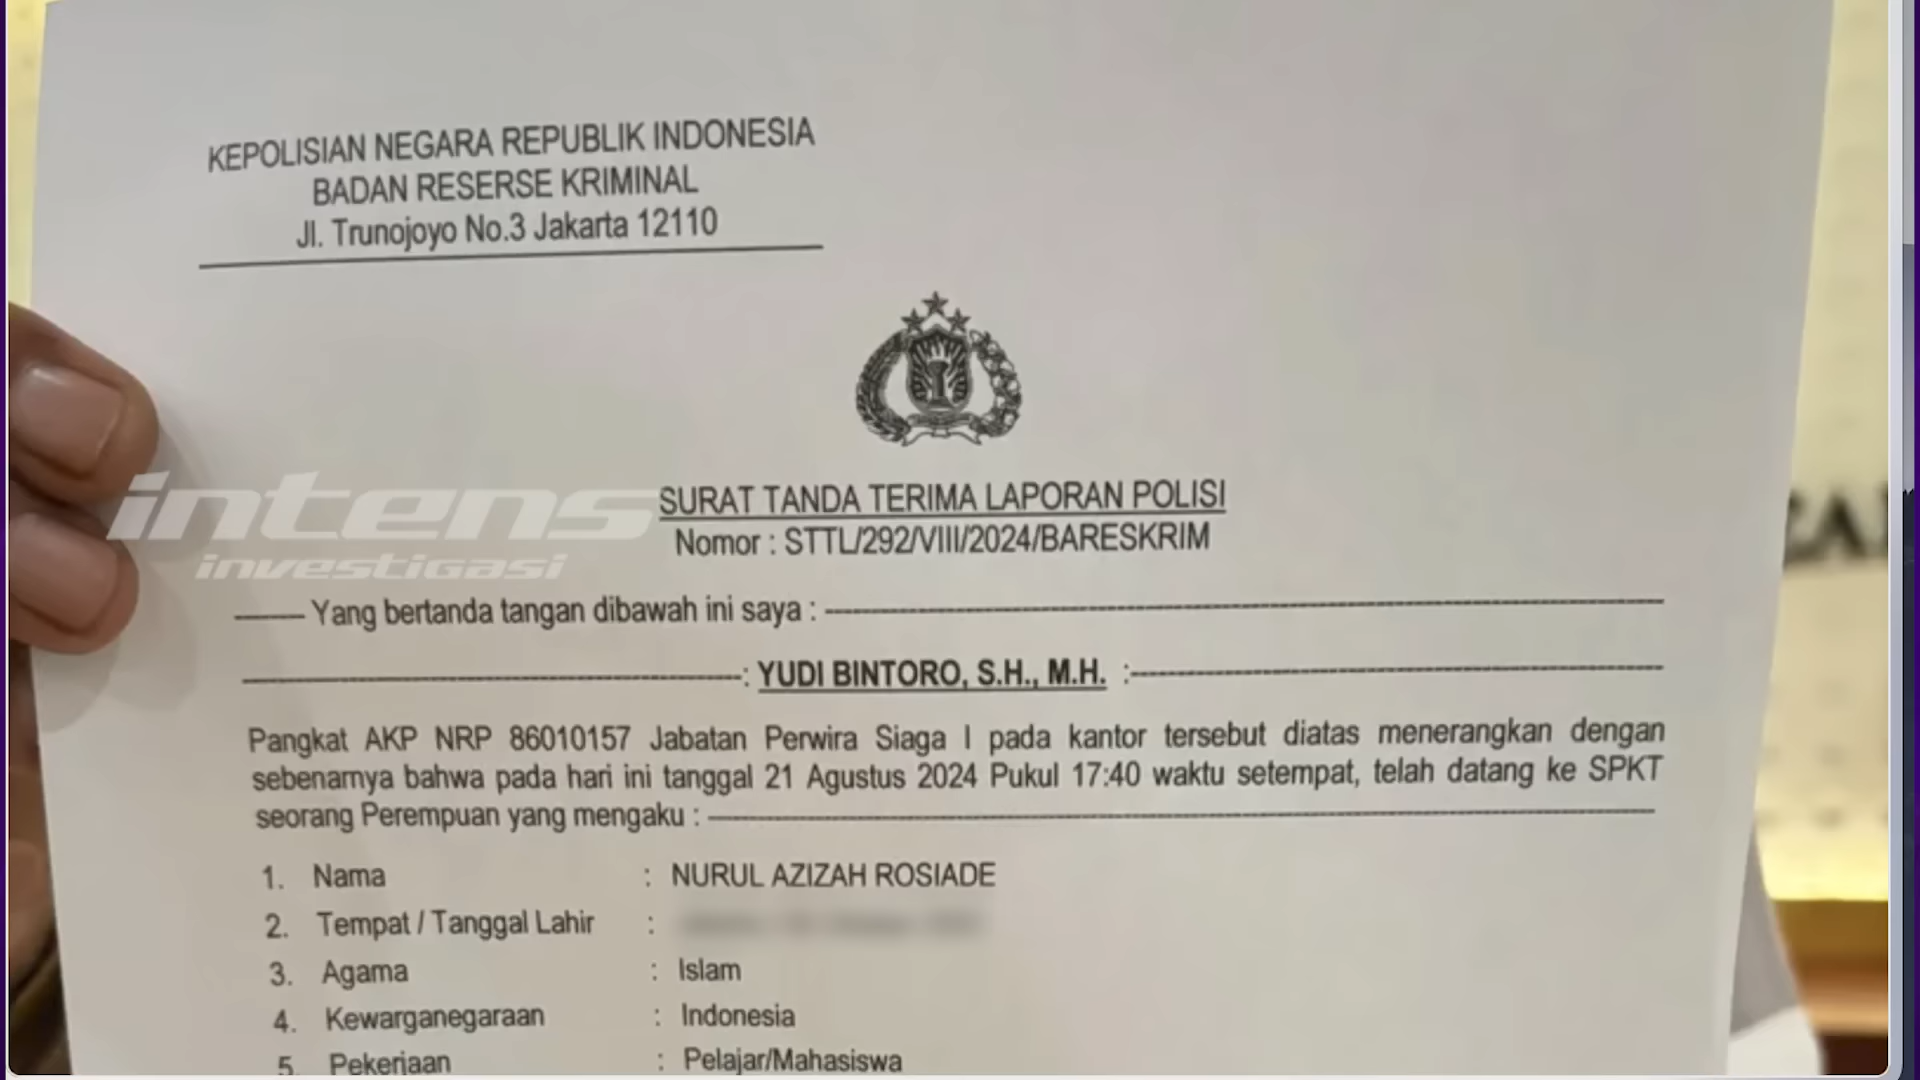 KEPOLISIAN NEGARA REPUBLIK INDONESIA
BADAN RESERSE KRIMINAL
Jl. Trunojoyo No.3 Jakarta 12110
SURAT TANDA TERIMA LAPORAN POLISI
Nomor : STTL/292/VIII/2024/BARESKRIM
intens
investigasi
Yang bertanda tangan dibawah ini saya :
: YUDI BINTORO, S.H., M.H. :
Pangkat AKP NRP 86010157 Jabatan Perwira Siaga I pada kantor tersebut diatas menerangkan dengan
sebenarnya bahwa pada hari ini tanggal 21 Agustus 2024 Pukul 17:40 waktu setempat, telah datang ke SPKT
seorang Perempuan yang mengaku :
1. Nama : NURUL AZIZAH ROSIADE
2. Tempat / Tanggal Lahir :
3. Agama : Islam
4. Kewarganegaraan : Indonesia
5. Pekerjaan : Pelajar/Mahasiswa